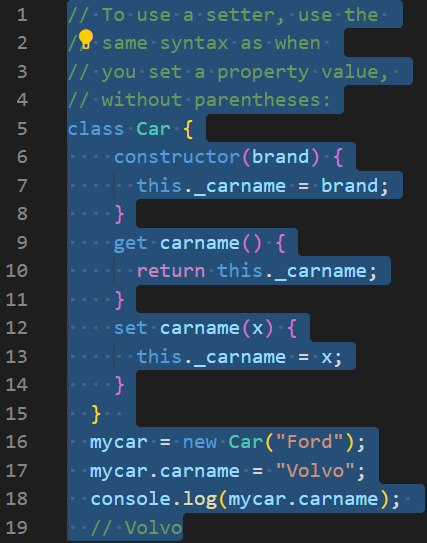 1 // To use a setter, use the
2 // same syntax as when
3 // you set a property value,
4 // without parentheses:
5 class Car {
6     constructor(brand) {
7       this._carname = brand;
8     }
9     get carname() {
10       return this._carname;
11     }
12     set carname(x) {
13       this._carname = x;
14     }
15   }
16   mycar = new Car("Ford");
17   mycar.carname = "Volvo";
18   console.log(mycar.carname);
19   // Volvo